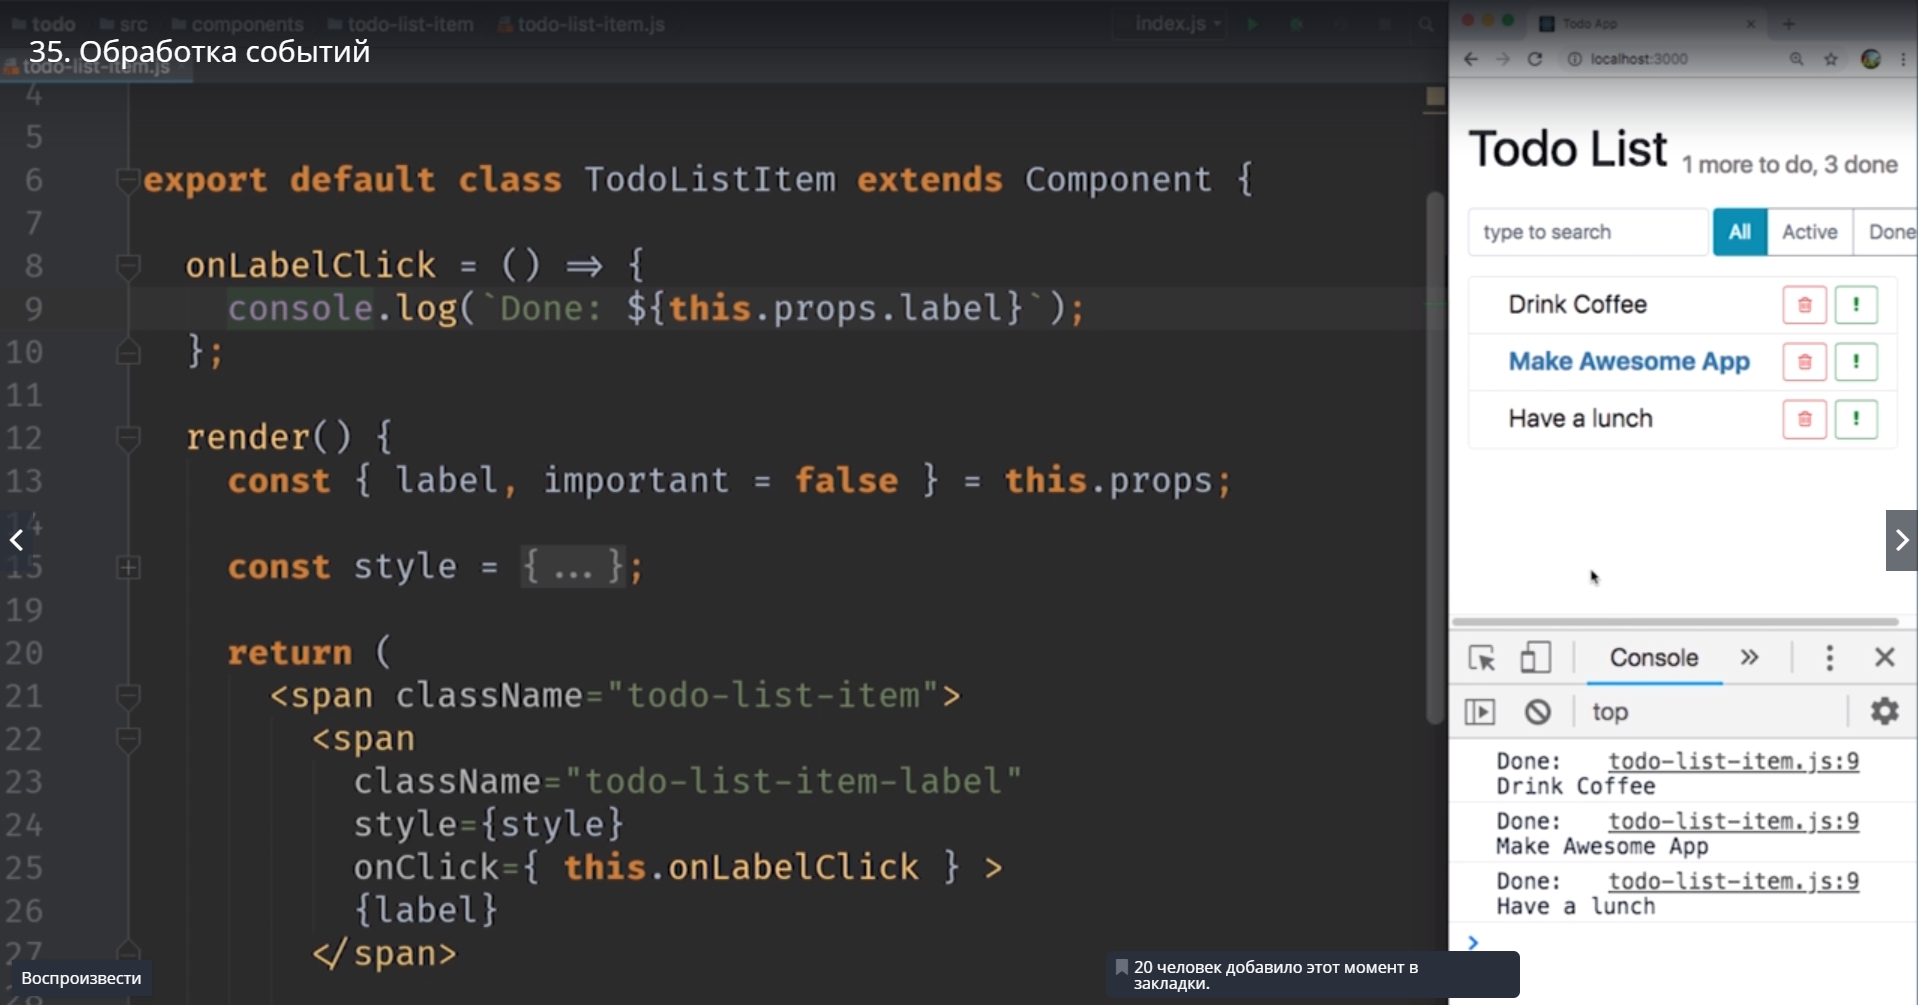 todo src components todo-list-item todo-list-item.js
index.js
35. Обработка событий
todo-list-item.js
4
5
6 export default class TodoListItem extends Component {
7
8 onLabelClick = () => {
9 console.log(`Done: ${this.props.label}`);
10 };
11
12 render() {
13 const { label, important = false } = this.props;
14
15 const style = {...};
19
20 return (
21 <span className="todo-list-item">
22 <span
23 className="todo-list-item-label"
24 style={style}
25 onClick={ this.onLabelClick } >
26 {label}
27 </span>
Воспроизвести
20 человек добавило этот момент в
закладки.
Todo App
localhost:3000
Todo List 1 more to do, 3 done
type to search All Active Done
Drink Coffee
Make Awesome App
Have a lunch
Console
top
Done: todo-list-item.js:9
Drink Coffee
Done: todo-list-item.js:9
Make Awesome App
Done: todo-list-item.js:9
Have a lunch